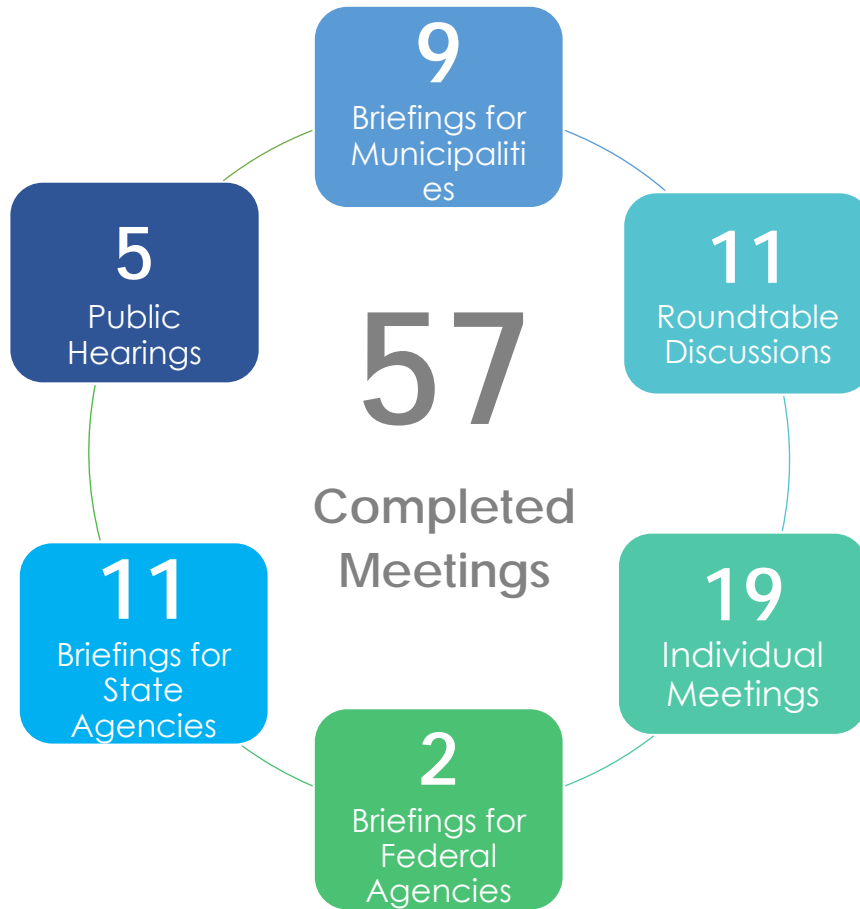 9
Briefings for
Municipaliti
es
11
Roundtable
Discussions
19
Individual
Meetings
2
Briefings for
Federal
Agencies
11
Briefings for
State
Agencies
5
Public
Hearings
57
Completed
Meetings